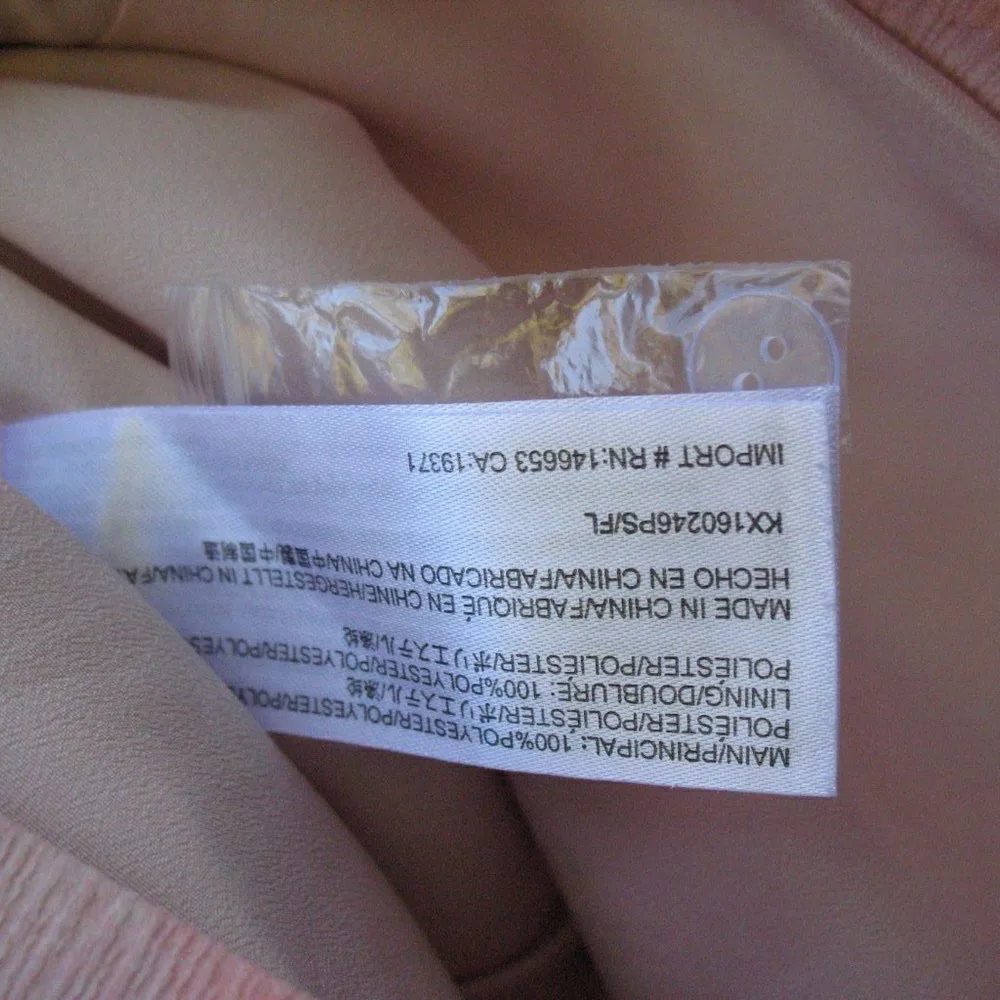 MAIN/PRINCIPAL: 100%POLYESTER/POLYESTER/POLY
POLIÉSTER/POLIÉSTER/ポリエステル/涤纶
LINING/DOUBLURE: 100%POLYESTER/POLYESTER/POLYES
POLIÉSTER/POLIÉSTER/ポリエステル/涤纶
MADE IN CHINA/FABRIQUÉ EN CHINE/HERGESTELLT IN CHINA/FA
HECHO EN CHINA/FABRICADO NA CHINA/中国製/中国制造
KX160246PS/FL
IMPORT # RN:146653 CA:19371